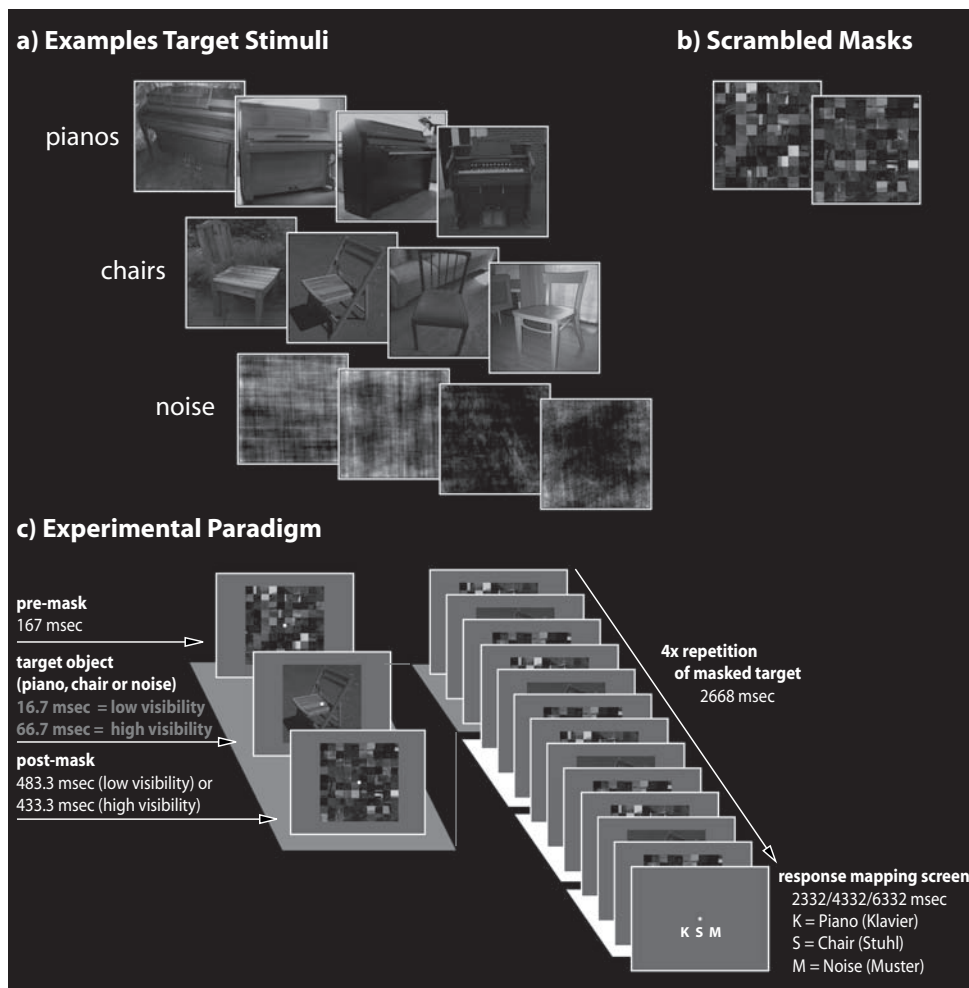 a) Examples Target Stimuli
b) Scrambled Masks
pianos
chairs
noise
c) Experimental Paradigm
pre-mask
167 msec
target object
(piano, chair or noise)
16.7 msec = low visibility
66.7 msec = high visibility
post-mask
483.3 msec (low visibility) or
433.3 msec (high visibility)
4x repetition
of masked target
2668 msec
response mapping screen
2332/4332/6332 msec
K = Piano (Klavier)
S = Chair (Stuhl)
M = Noise (Muster)
K S M